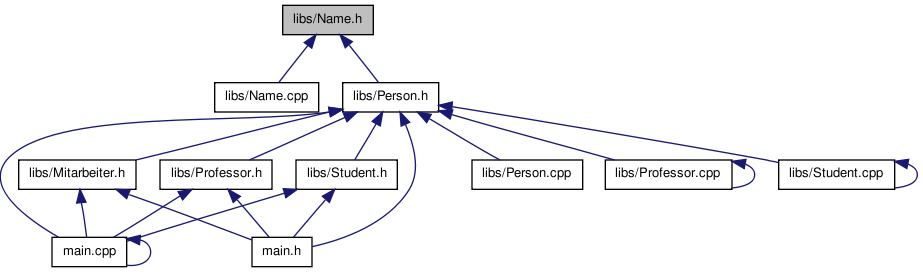 libs/Name.h
libs/Name.cpp
libs/Person.h
libs/Mitarbeiter.h
libs/Professor.h
libs/Student.h
libs/Person.cpp
libs/Professor.cpp
libs/Student.cpp
main.cpp
main.h